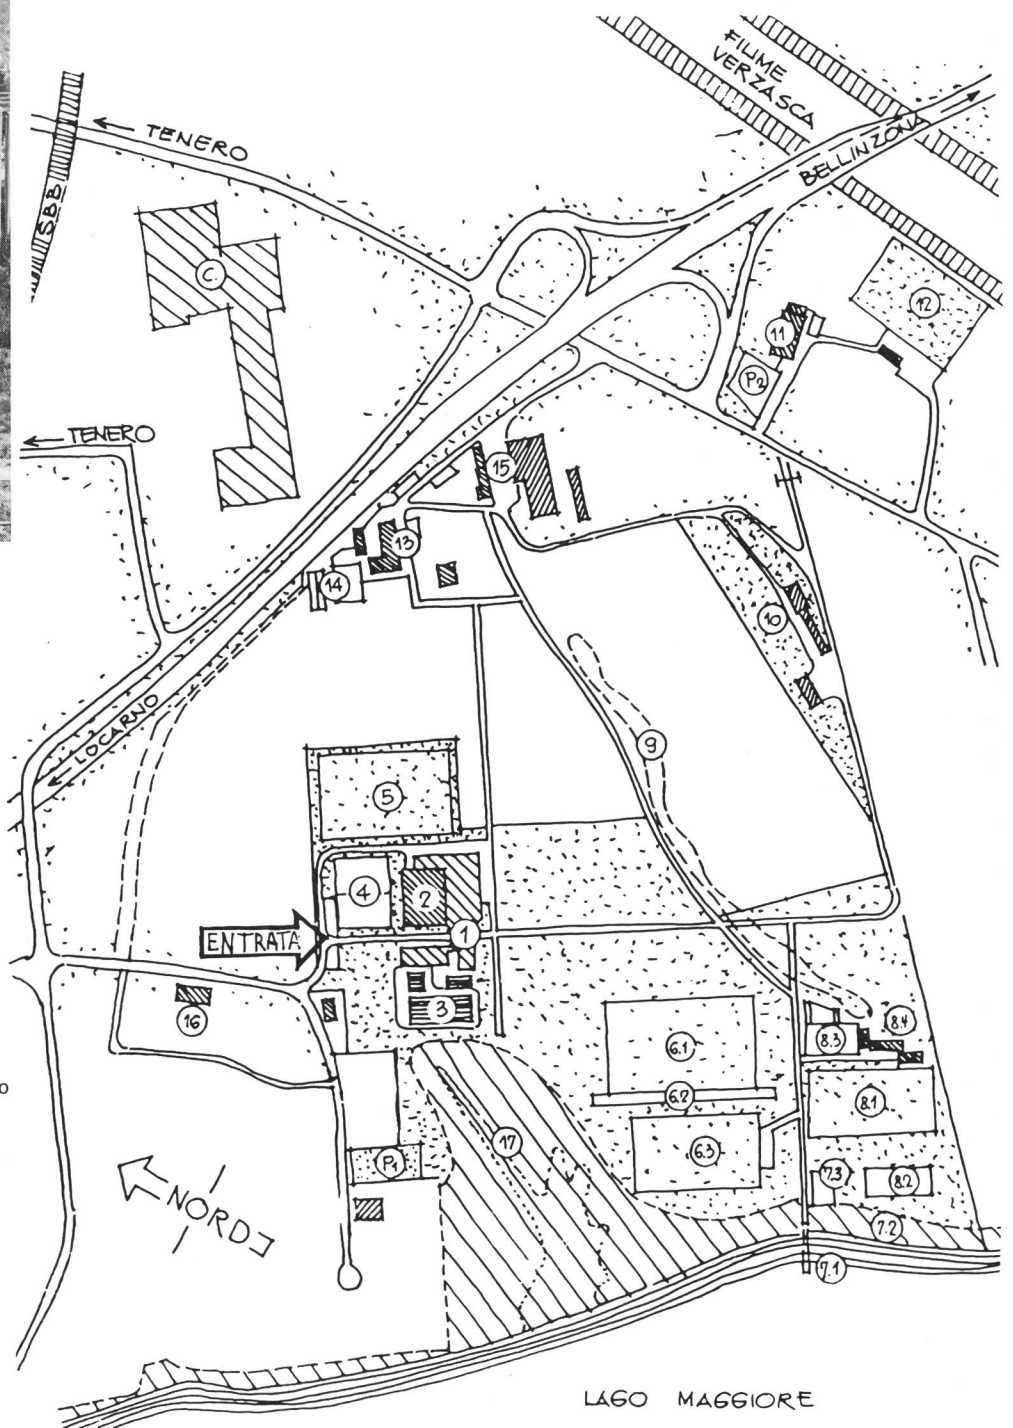 FIUME
VERZASCA
TENERO
BELLINZONA
SBB
C.
12
11
P2
TENERO
15
13
14
10
LOCARNO
9
5
4
2
ENTRATA
1
3
16
6.1
8.3
8.4
6.2
8.1
17
6.3
P1
7.3
8.2
NORD
7.2
7.1
o
LAGO MAGGIORE